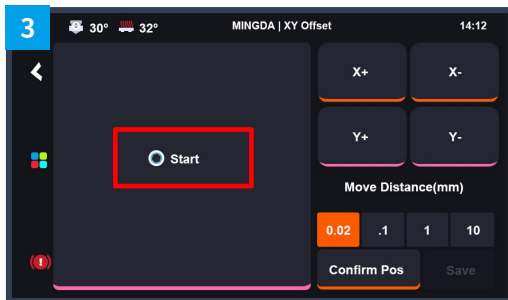 3
30° 32° MINGDA | XY Offset 14:12
X+ X-
Y+ Y-
Start
Move Distance(mm)
0.02 .1 1 10
Confirm Pos Save